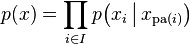 p(x) = ∏_{i∈I} p(x_i | x_{pa(i)})